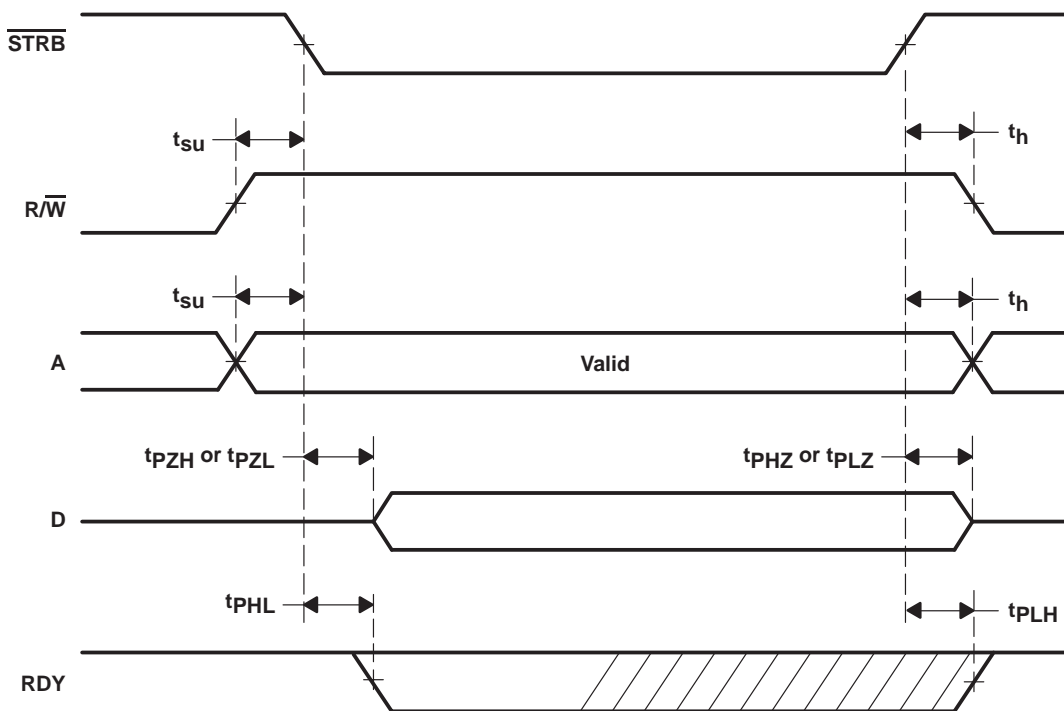 STRB
tsu
th
R/W
tsu
th
A
Valid
tPZH or tPZL
tPHZ or tPLZ
D
tPHL
tPLH
RDY